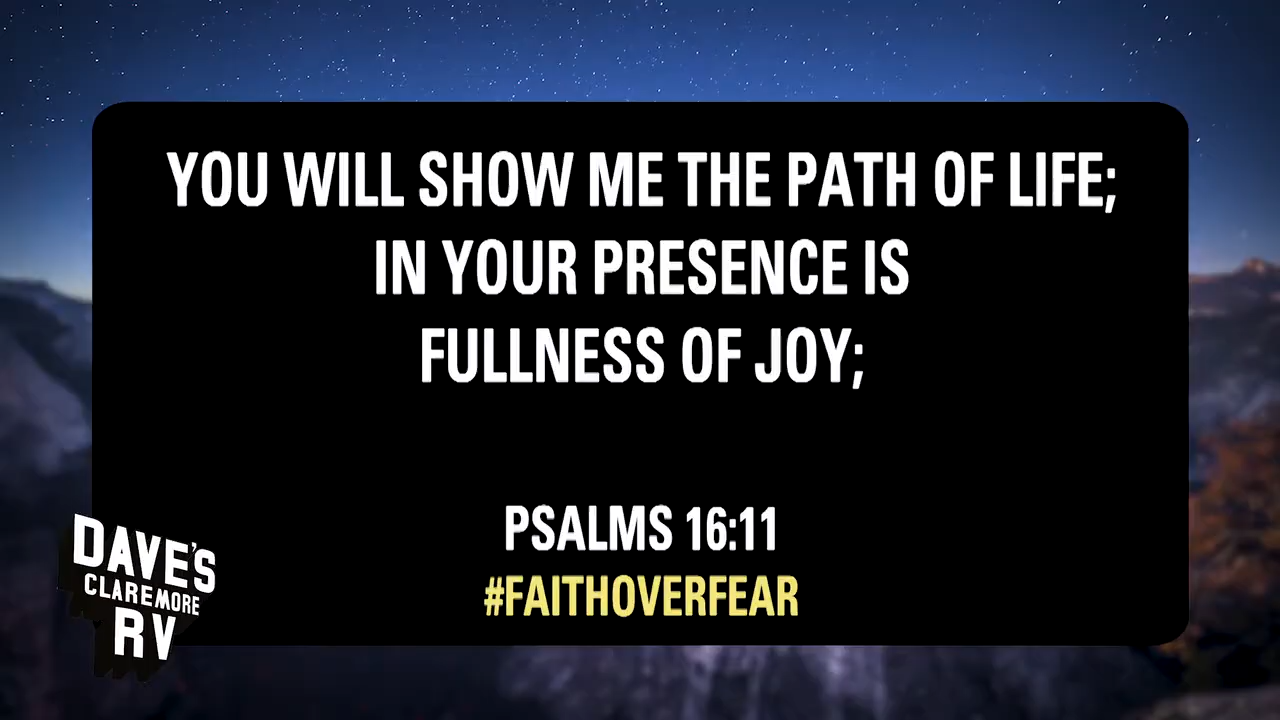 YOU WILL SHOW ME THE PATH OF LIFE;
IN YOUR PRESENCE IS
FULLNESS OF JOY;
PSALMS 16:11
#FAITHOVERFEAR
DAVE'S
CLAREMORE
RV